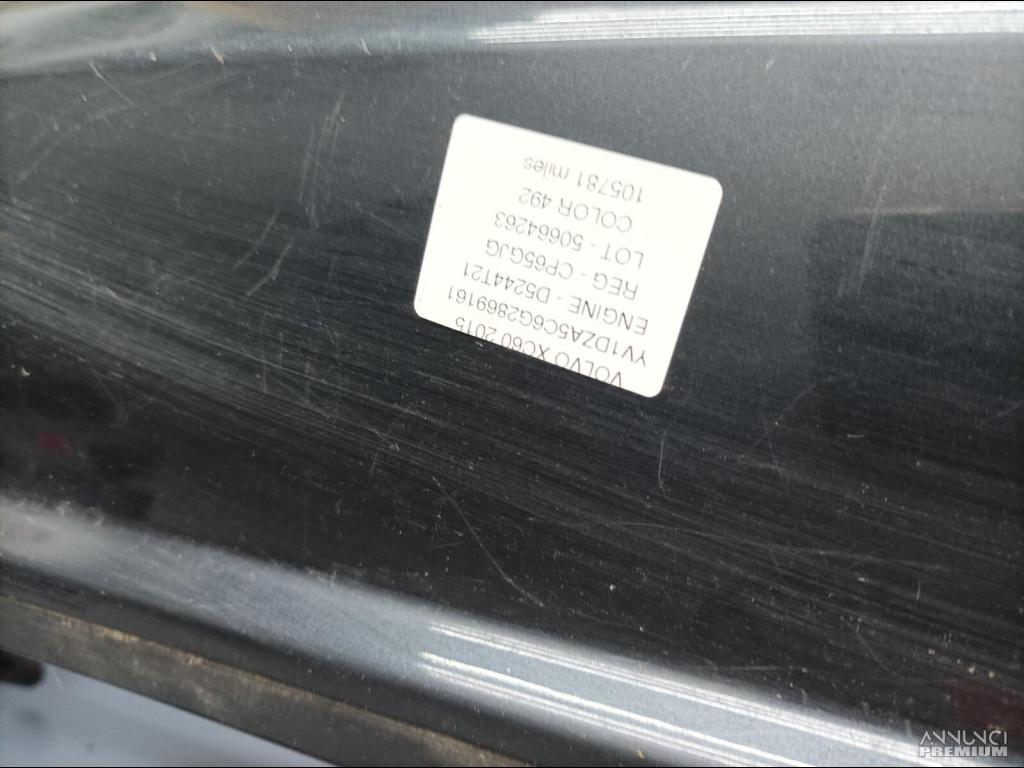 VOLVO XC60 2015
YV1DZA5C6G2869161
ENGINE - D5244T21
REG - CP65GJG
LOT - 50664263
COLOR 492
105781 miles
ANNUNCI
PREMIUM